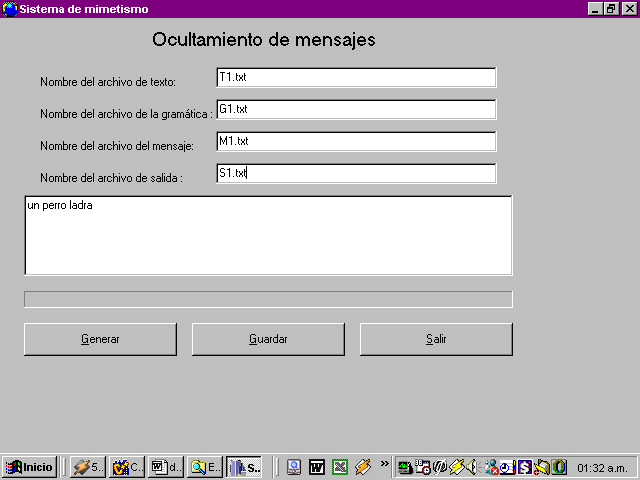 Sistema de mimetismo
Ocultamiento de mensajes
Nombre del archivo de texto: T1.txt
Nombre del archivo de la gramática : G1.txt
Nombre del archivo del mensaje: M1.txt
Nombre del archivo de salida : S1.txt
un perro ladra
Generar Guardar Salir
Inicio 5.. C.. d.. E.. S.. » 01:32 a.m.